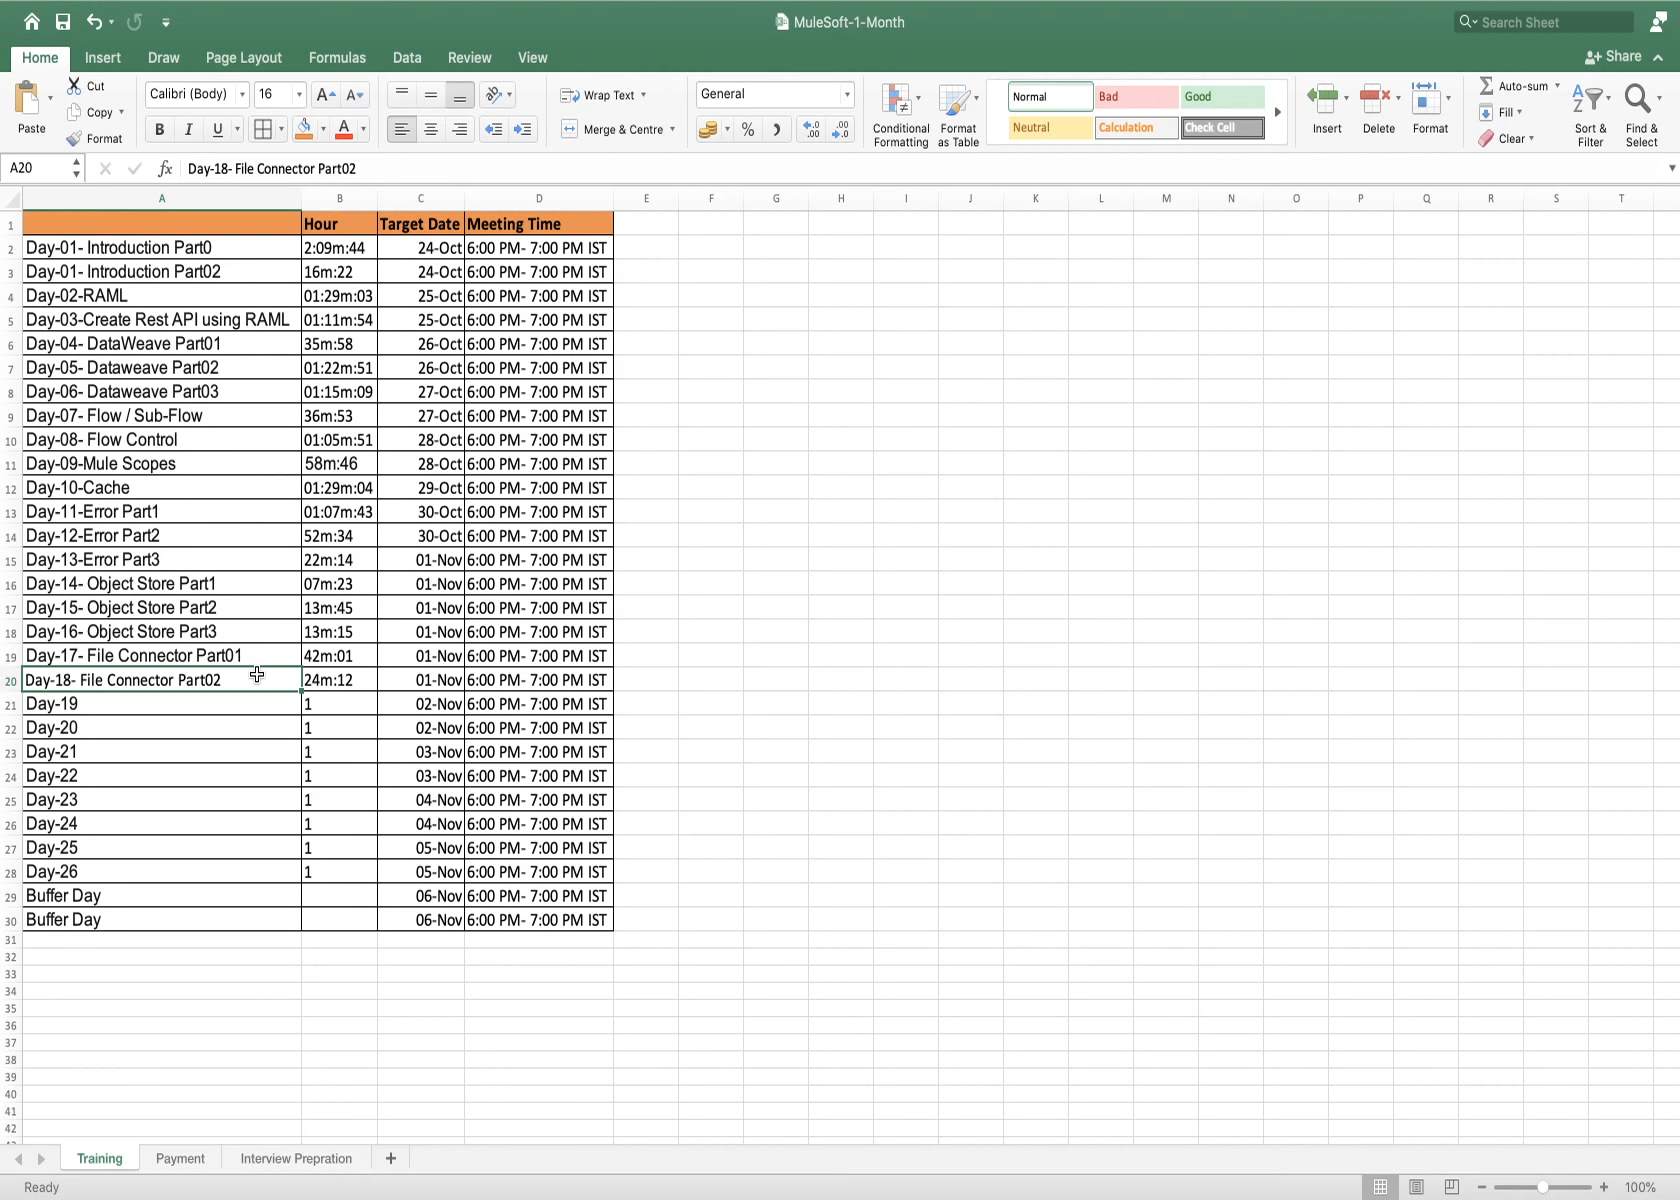 MuleSoft-1-Month
Search Sheet
Home Insert Draw Page Layout Formulas Data Review View
Share
Paste
Cut
Copy
Format
Calibri (Body) 16
B I U
Wrap Text
Merge & Centre
General
%
Conditional Formatting
Format as Table
Normal Bad Good
Neutral Calculation Check Cell
Insert Delete Format
Auto-sum
Fill
Clear
Sort & Filter
Find & Select
A20 fx Day-18- File Connector Part02
A B C D E F G H I J K L M N O P Q R S T
1 Hour Target Date Meeting Time
2 Day-01- Introduction Part0 2:09m:44 24-Oct 6:00 PM- 7:00 PM IST
3 Day-01- Introduction Part02 16m:22 24-Oct 6:00 PM- 7:00 PM IST
4 Day-02-RAML 01:29m:03 25-Oct 6:00 PM- 7:00 PM IST
5 Day-03-Create Rest API using RAML 01:11m:54 25-Oct 6:00 PM- 7:00 PM IST
6 Day-04- DataWeave Part01 35m:58 26-Oct 6:00 PM- 7:00 PM IST
7 Day-05- Dataweave Part02 01:22m:51 26-Oct 6:00 PM- 7:00 PM IST
8 Day-06- Dataweave Part03 01:15m:09 27-Oct 6:00 PM- 7:00 PM IST
9 Day-07- Flow / Sub-Flow 36m:53 27-Oct 6:00 PM- 7:00 PM IST
10 Day-08- Flow Control 01:05m:51 28-Oct 6:00 PM- 7:00 PM IST
11 Day-09-Mule Scopes 58m:46 28-Oct 6:00 PM- 7:00 PM IST
12 Day-10-Cache 01:29m:04 29-Oct 6:00 PM- 7:00 PM IST
13 Day-11-Error Part1 01:07m:43 30-Oct 6:00 PM- 7:00 PM IST
14 Day-12-Error Part2 52m:34 30-Oct 6:00 PM- 7:00 PM IST
15 Day-13-Error Part3 22m:14 01-Nov 6:00 PM- 7:00 PM IST
16 Day-14- Object Store Part1 07m:23 01-Nov 6:00 PM- 7:00 PM IST
17 Day-15- Object Store Part2 13m:45 01-Nov 6:00 PM- 7:00 PM IST
18 Day-16- Object Store Part3 13m:15 01-Nov 6:00 PM- 7:00 PM IST
19 Day-17- File Connector Part01 42m:01 01-Nov 6:00 PM- 7:00 PM IST
20 Day-18- File Connector Part02 24m:12 01-Nov 6:00 PM- 7:00 PM IST
21 Day-19 1 02-Nov 6:00 PM- 7:00 PM IST
22 Day-20 1 02-Nov 6:00 PM- 7:00 PM IST
23 Day-21 1 03-Nov 6:00 PM- 7:00 PM IST
24 Day-22 1 03-Nov 6:00 PM- 7:00 PM IST
25 Day-23 1 04-Nov 6:00 PM- 7:00 PM IST
26 Day-24 1 04-Nov 6:00 PM- 7:00 PM IST
27 Day-25 1 05-Nov 6:00 PM- 7:00 PM IST
28 Day-26 1 05-Nov 6:00 PM- 7:00 PM IST
29 Buffer Day 06-Nov 6:00 PM- 7:00 PM IST
30 Buffer Day 06-Nov 6:00 PM- 7:00 PM IST
31
32
33
34
35
36
37
38
39
40
41
42
Training Payment Interview Prepration +
Ready 100%